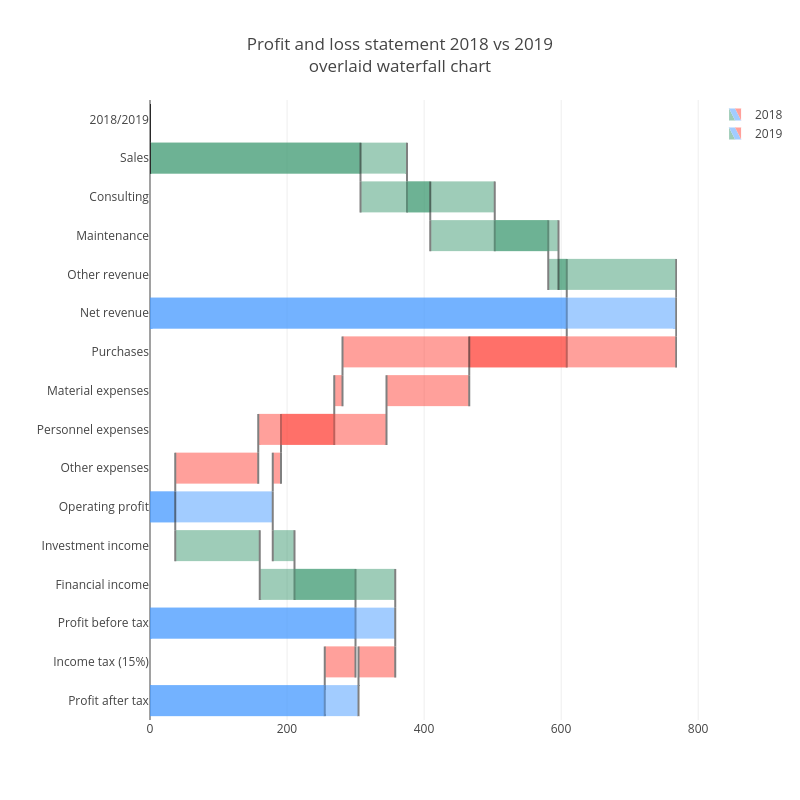 Profit and loss statement 2018 vs 2019
overlaid waterfall chart
2018/2019
Sales
Consulting
Maintenance
Other revenue
Net revenue
Purchases
Material expenses
Personnel expenses
Other expenses
Operating profit
Investment income
Financial income
Profit before tax
Income tax (15%)
Profit after tax
0
200
400
600
800
2018
2019